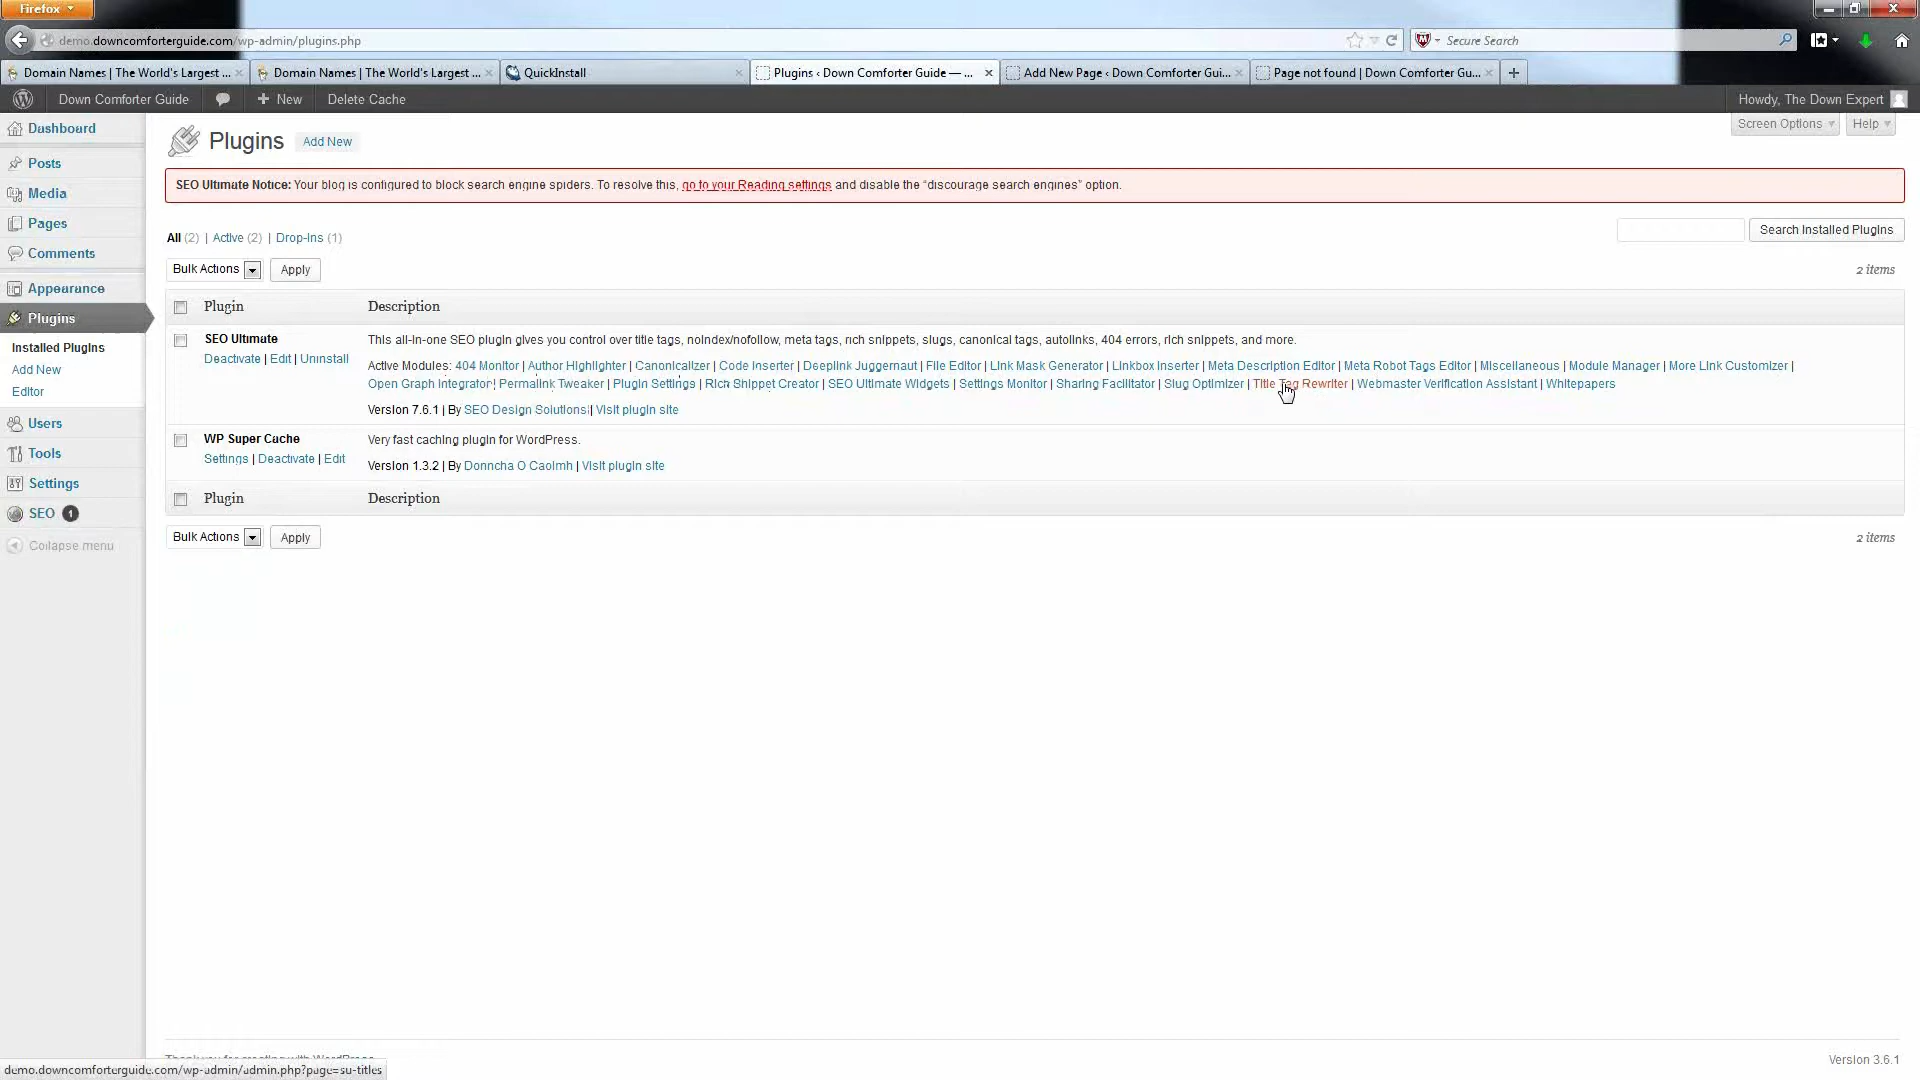 Firefox
demo.downcomforterguide.com/wp-admin/plugins.php
Secure Search
Domain Names | The World's Largest ...
Domain Names | The World's Largest ...
QuickInstall
Plugins ‹ Down Comforter Guide — ...
Add New Page ‹ Down Comforter Gui...
Page not found | Down Comforter Gu...
Down Comforter Guide
New
Delete Cache
Howdy, The Down Expert
Dashboard
Posts
Media
Pages
Comments
Appearance
Plugins
Installed Plugins
Add New
Editor
Users
Tools
Settings
SEO 1
Collapse menu
Screen Options
Help
Plugins
Add New
SEO Ultimate Notice: Your blog is configured to block search engine spiders. To resolve this, go to your Reading settings and disable the “discourage search engines” option.
All (2) | Active (2) | Drop-Ins (1)
Search Installed Plugins
Bulk Actions
Apply
2 items
Plugin
Description
SEO Ultimate
Deactivate | Edit | Uninstall
This all-in-one SEO plugin gives you control over title tags, noindex/nofollow, meta tags, rich snippets, slugs, canonical tags, autolinks, 404 errors, rich snippets, and more.
Active Modules: 404 Monitor | Author Highlighter | Canonicalizer | Code Inserter | Deeplink Juggernaut | File Editor | Link Mask Generator | Linkbox Inserter | Meta Description Editor | Meta Robot Tags Editor | Miscellaneous | Module Manager | More Link Customizer |
Open Graph Integrator | Permalink Tweaker | Plugin Settings | Rich Snippet Creator | SEO Ultimate Widgets | Settings Monitor | Sharing Facilitator | Slug Optimizer | Title Tag Rewriter | Webmaster Verification Assistant | Whitepapers
Version 7.6.1 | By SEO Design Solutions | Visit plugin site
WP Super Cache
Settings | Deactivate | Edit
Very fast caching plugin for WordPress.
Version 1.3.2 | By Donncha O Caoimh | Visit plugin site
Plugin
Description
Bulk Actions
Apply
2 items
Thank you for creating with WordPress.
Version 3.6.1
demo.downcomforterguide.com/wp-admin/admin.php?page=su-titles